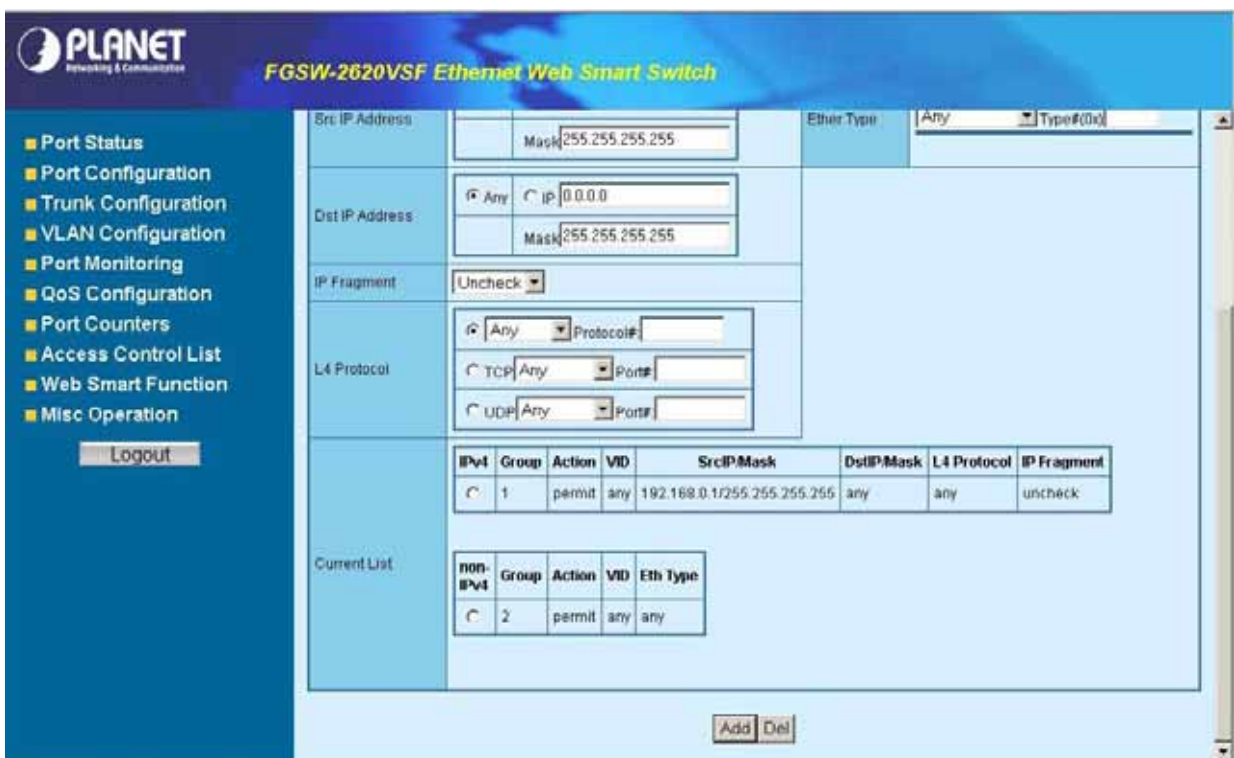 PLANET
Networking & Communication
FGSW-2620VSF Ethernet Web Smart Switch
Port Status
Port Configuration
Trunk Configuration
VLAN Configuration
Port Monitoring
QoS Configuration
Port Counters
Access Control List
Web Smart Function
Misc Operation
Logout
Src IP Address
Mask 255.255.255.255
Ether Type Any Type#(0x)
Dst IP Address
Any IP 0.0.0.0
Mask 255.255.255.255
IP Fragment Uncheck
L4 Protocol
Any Protocol#:
TCP Any Port#:
UDP Any Port#:
Current List
IPv4 Group Action VID SrcIP/Mask DstIP/Mask L4 Protocol IP Fragment
1 permit any 192.168.0.1/255.255.255.255 any any uncheck
non-IPv4 Group Action VID Eth Type
2 permit any any
Add Del